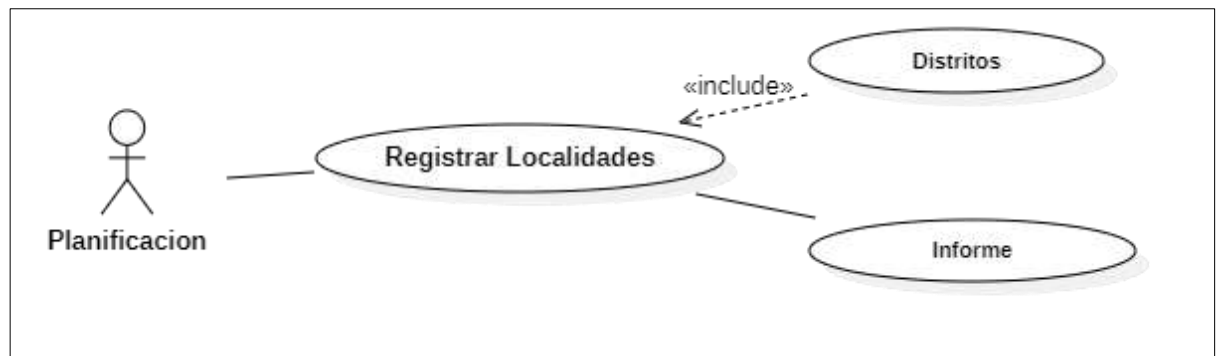 Distritos
«include»
Registrar Localidades
Planificacion
Informe